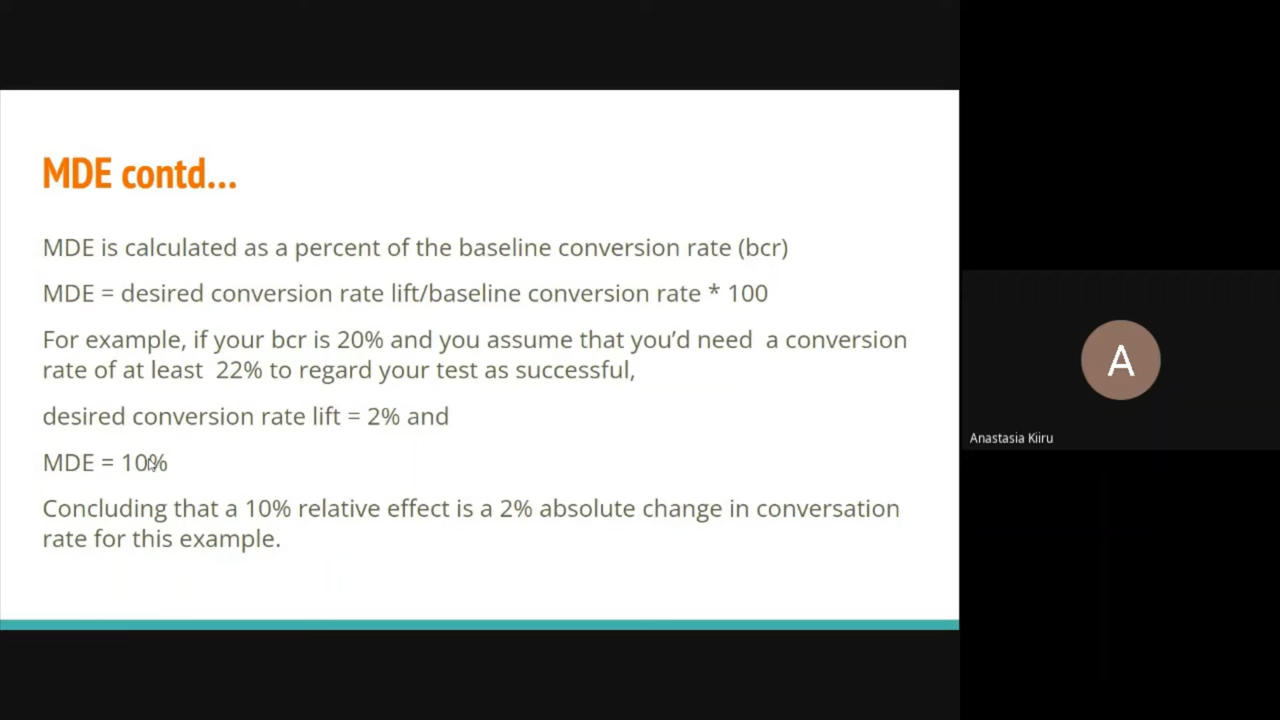 MDE contd...
MDE is calculated as a percent of the baseline conversion rate (bcr)
MDE = desired conversion rate lift/baseline conversion rate * 100
For example, if your bcr is 20% and you assume that you’d need  a conversion
rate of at least  22% to regard your test as successful,
desired conversion rate lift = 2% and
MDE = 10%
Concluding that a 10% relative effect is a 2% absolute change in conversation
rate for this example.
A
Anastasia Kiiru